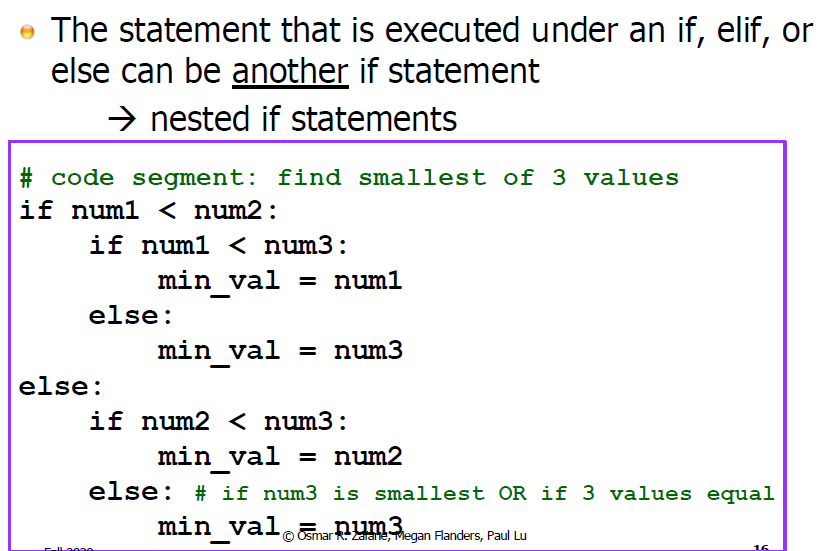 The statement that is executed under an if, elif, or
else can be another if statement
→ nested if statements
# code segment: find smallest of 3 values
if num1 < num2:
    if num1 < num3:
        min_val = num1
    else:
        min_val = num3
else:
    if num2 < num3:
        min_val = num2
    else: # if num3 is smallest OR if 3 values equal
        min_val = num3
© Osmar R. Zaïane, Megan Flanders, Paul Lu
Fall 2020
16